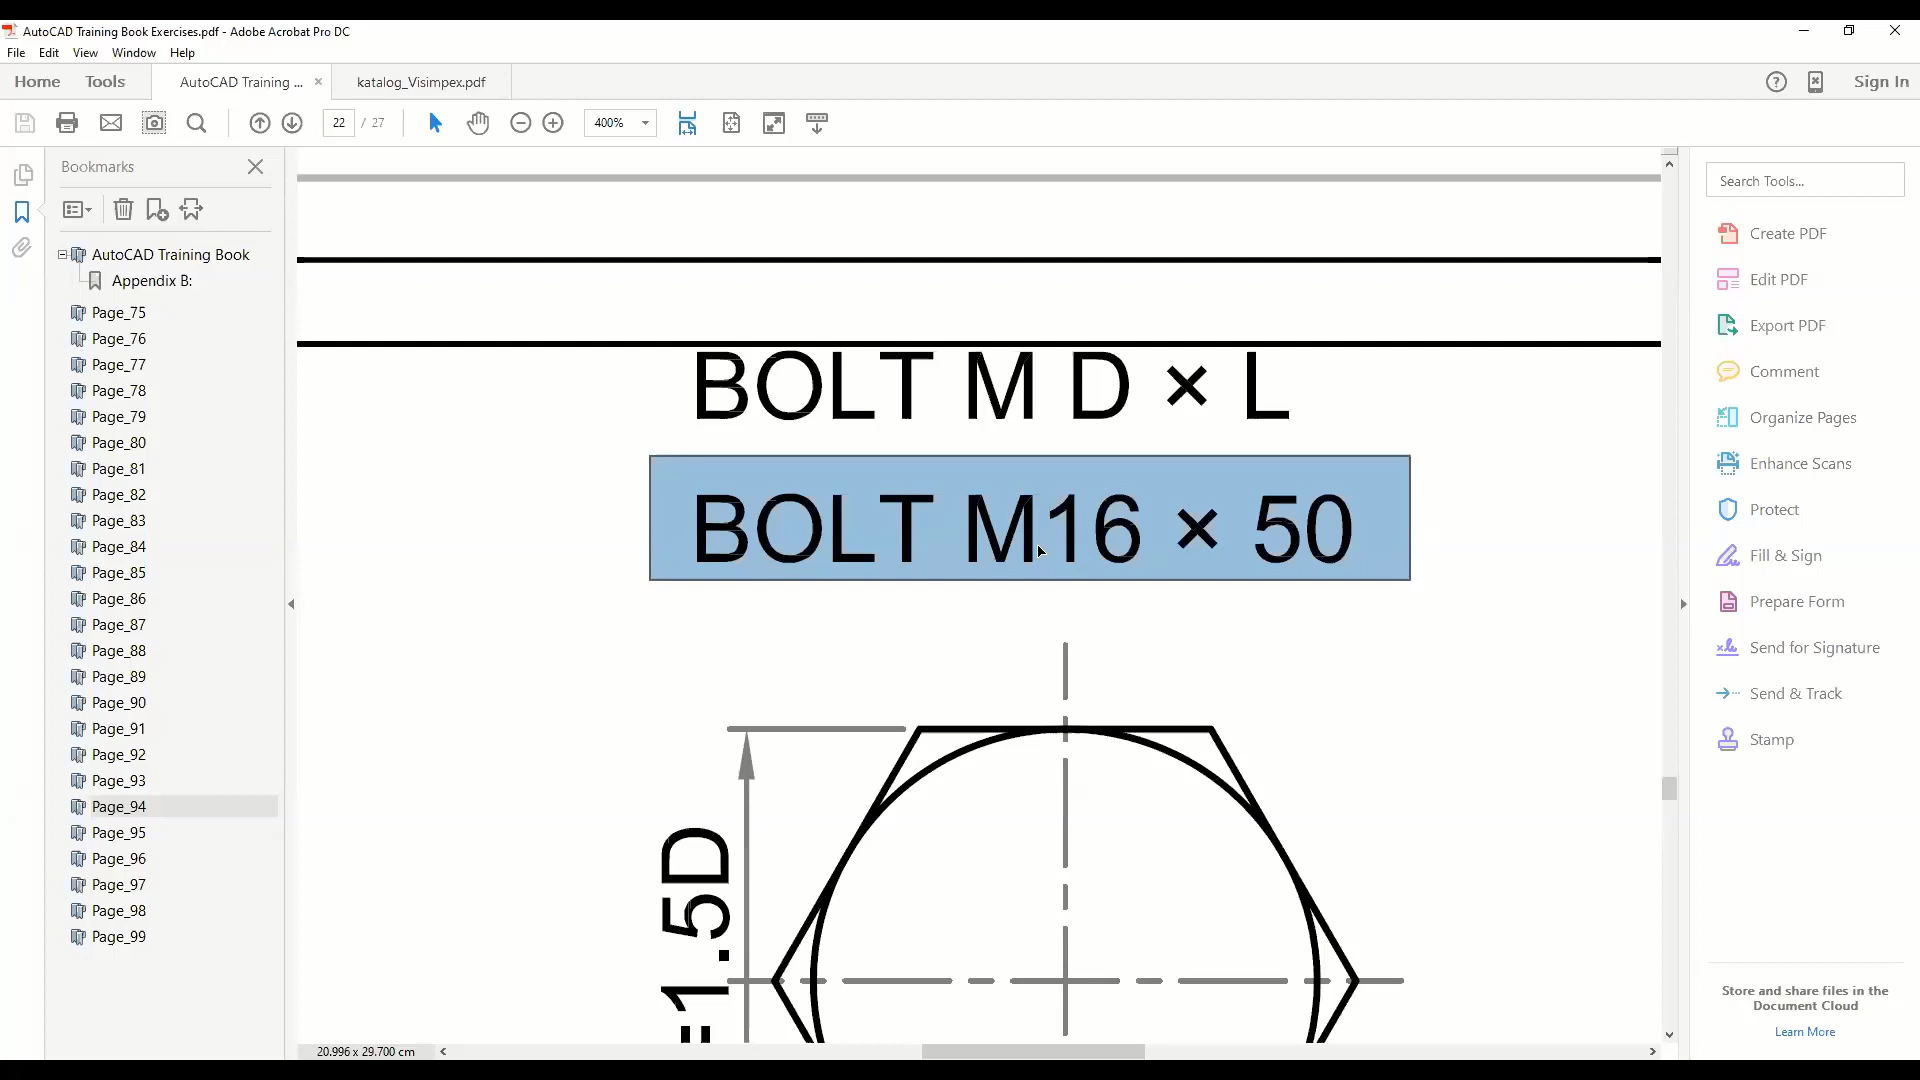 AutoCAD Training Book Exercises.pdf - Adobe Acrobat Pro DC
File Edit View Window Help
Home Tools AutoCAD Training ... × katalog_Visimpex.pdf Sign In
22 / 27 400%
Bookmarks
AutoCAD Training Book
Appendix B:
Page_75
Page_76
Page_77
Page_78
Page_79
Page_80
Page_81
Page_82
Page_83
Page_84
Page_85
Page_86
Page_87
Page_88
Page_89
Page_90
Page_91
Page_92
Page_93
Page_94
Page_95
Page_96
Page_97
Page_98
Page_99
BOLT M D × L
BOLT M16 × 50
=1.5D
20.996 x 29.700 cm
Search Tools...
Create PDF
Edit PDF
Export PDF
Comment
Organize Pages
Enhance Scans
Protect
Fill & Sign
Prepare Form
Send for Signature
Send & Track
Stamp
Store and share files in the
Document Cloud
Learn More